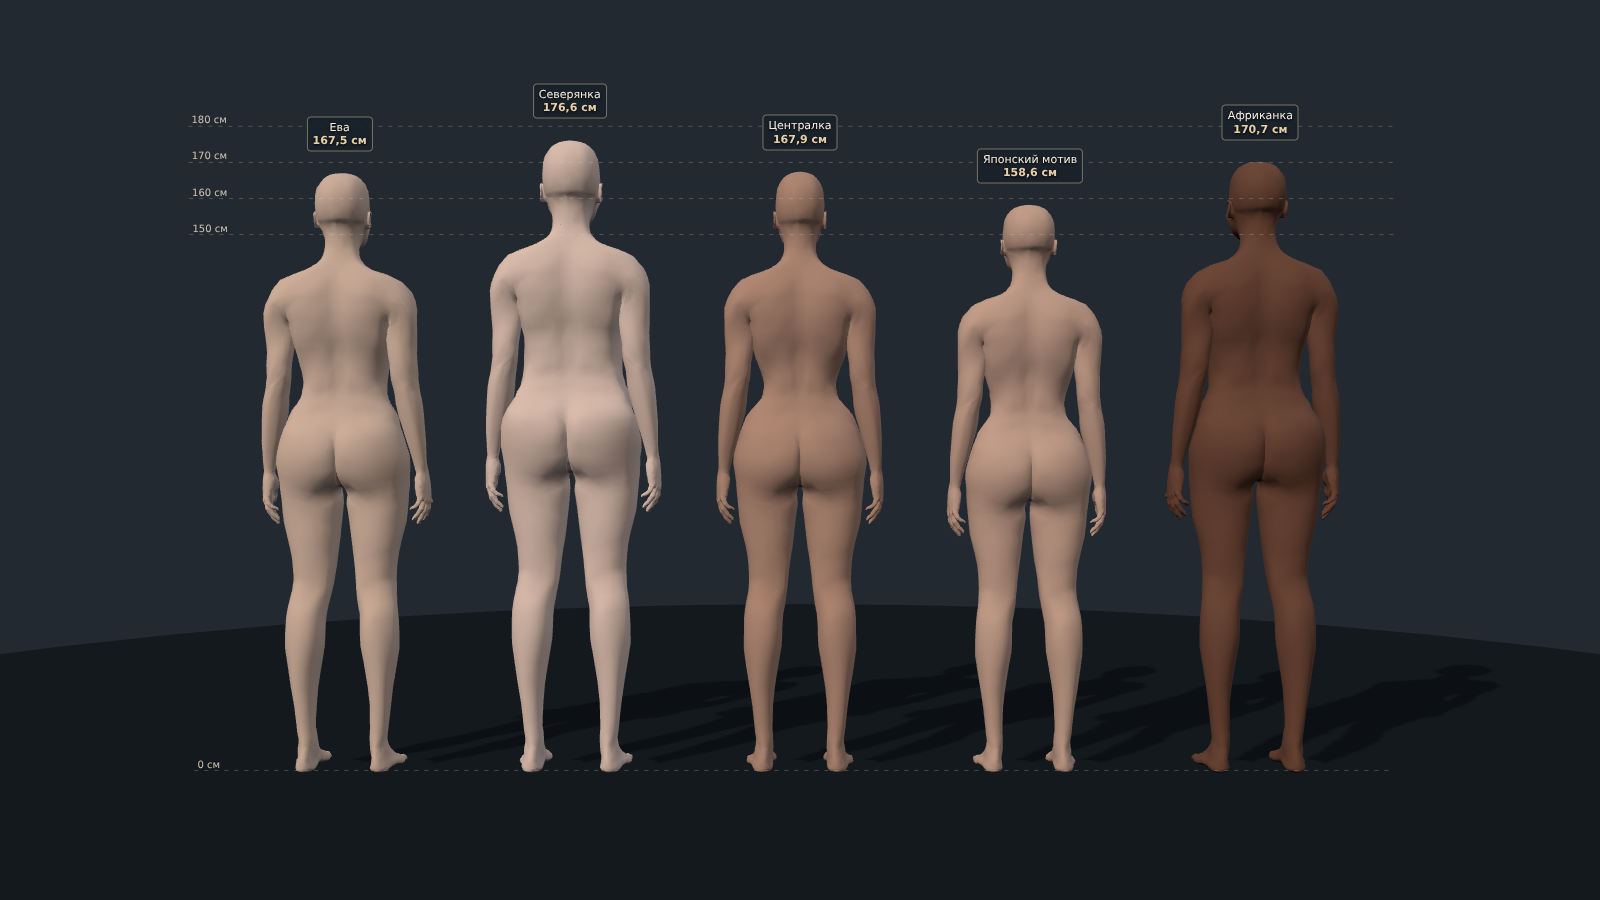 Ева
167,5 см
Северянка
176,6 см
Централка
167,9 см
Японский мотив
158,6 см
Африканка
170,7 см
180 см
170 см
160 см
150 см
0 см